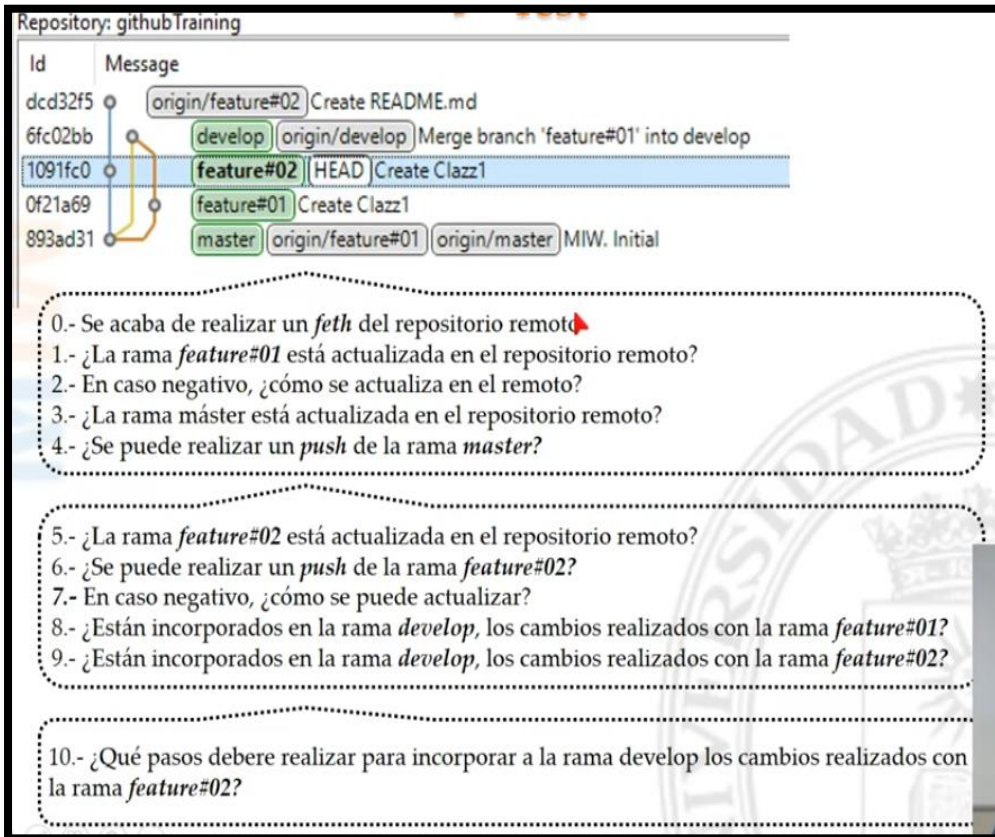 Repository: githubTraining
Id Message
dcd32f5 origin/feature#02 Create README.md
6fc02bb develop origin/develop Merge branch 'feature#01' into develop
1091fc0 feature#02 HEAD Create Clazz1
0f21a69 feature#01 Create Clazz1
893ad31 master origin/feature#01 origin/master MIW. Initial
0.- Se acaba de realizar un feth del repositorio remoto
1.- ¿La rama feature#01 está actualizada en el repositorio remoto?
2.- En caso negativo, ¿cómo se actualiza en el remoto?
3.- ¿La rama máster está actualizada en el repositorio remoto?
4.- ¿Se puede realizar un push de la rama master?
5.- ¿La rama feature#02 está actualizada en el repositorio remoto?
6.- ¿Se puede realizar un push de la rama feature#02?
7.- En caso negativo, ¿cómo se puede actualizar?
8.- ¿Están incorporados en la rama develop, los cambios realizados con la rama feature#01?
9.- ¿Están incorporados en la rama develop, los cambios realizados con la rama feature#02?
10.- ¿Qué pasos debere realizar para incorporar a la rama develop los cambios realizados con
la rama feature#02?